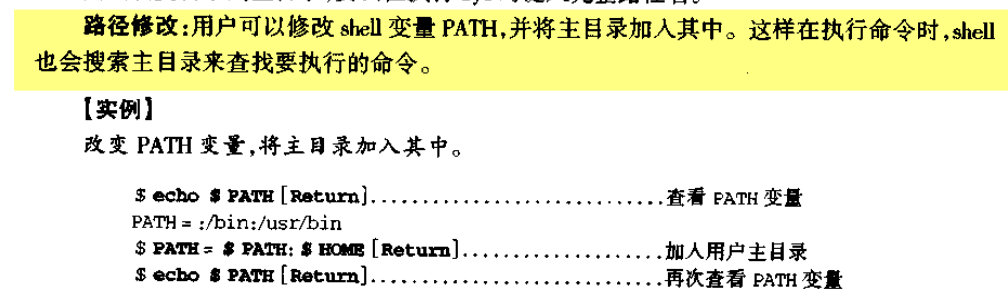 路径修改:用户可以修改 shell 变量 PATH,并将主目录加入其中。这样在执行命令时,shell
也会搜索主目录来查找要执行的命令。
【实例】
改变 PATH 变量,将主目录加入其中。
$ echo $ PATH [Return]..............................查看 PATH 变量
PATH = :/bin:/usr/bin
$ PATH = $ PATH: $ HOME [Return].....................加入用户主目录
$ echo $ PATH [Return]..............................再次查看 PATH 变量